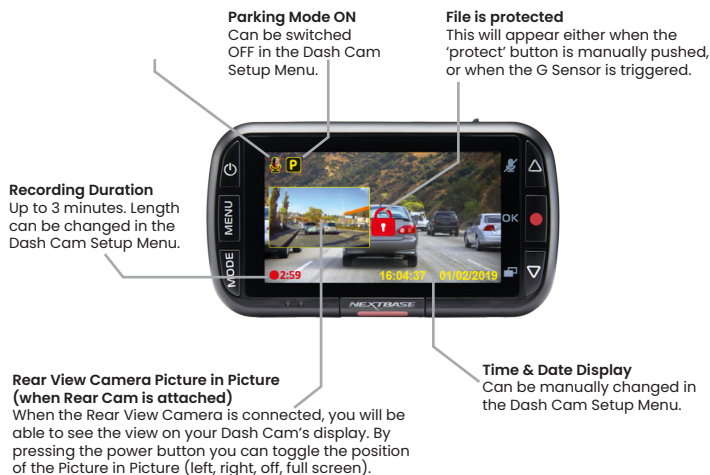 Parking Mode ON
Can be switched
OFF in the Dash Cam
Setup Menu.
File is protected
This will appear either when the
‘protect’ button is manually pushed,
or when the G Sensor is triggered.
Recording Duration
Up to 3 minutes. Length
can be changed in the
Dash Cam Setup Menu.
P
MENU
MODE
OK
2:59
16:04:37 01/02/2019
NEXTBASE
Rear View Camera Picture in Picture
(when Rear Cam is attached)
When the Rear View Camera is connected, you will be
able to see the view on your Dash Cam’s display. By
pressing the power button you can toggle the position
of the Picture in Picture (left, right, off, full screen).
Time & Date Display
Can be manually changed in
the Dash Cam Setup Menu.